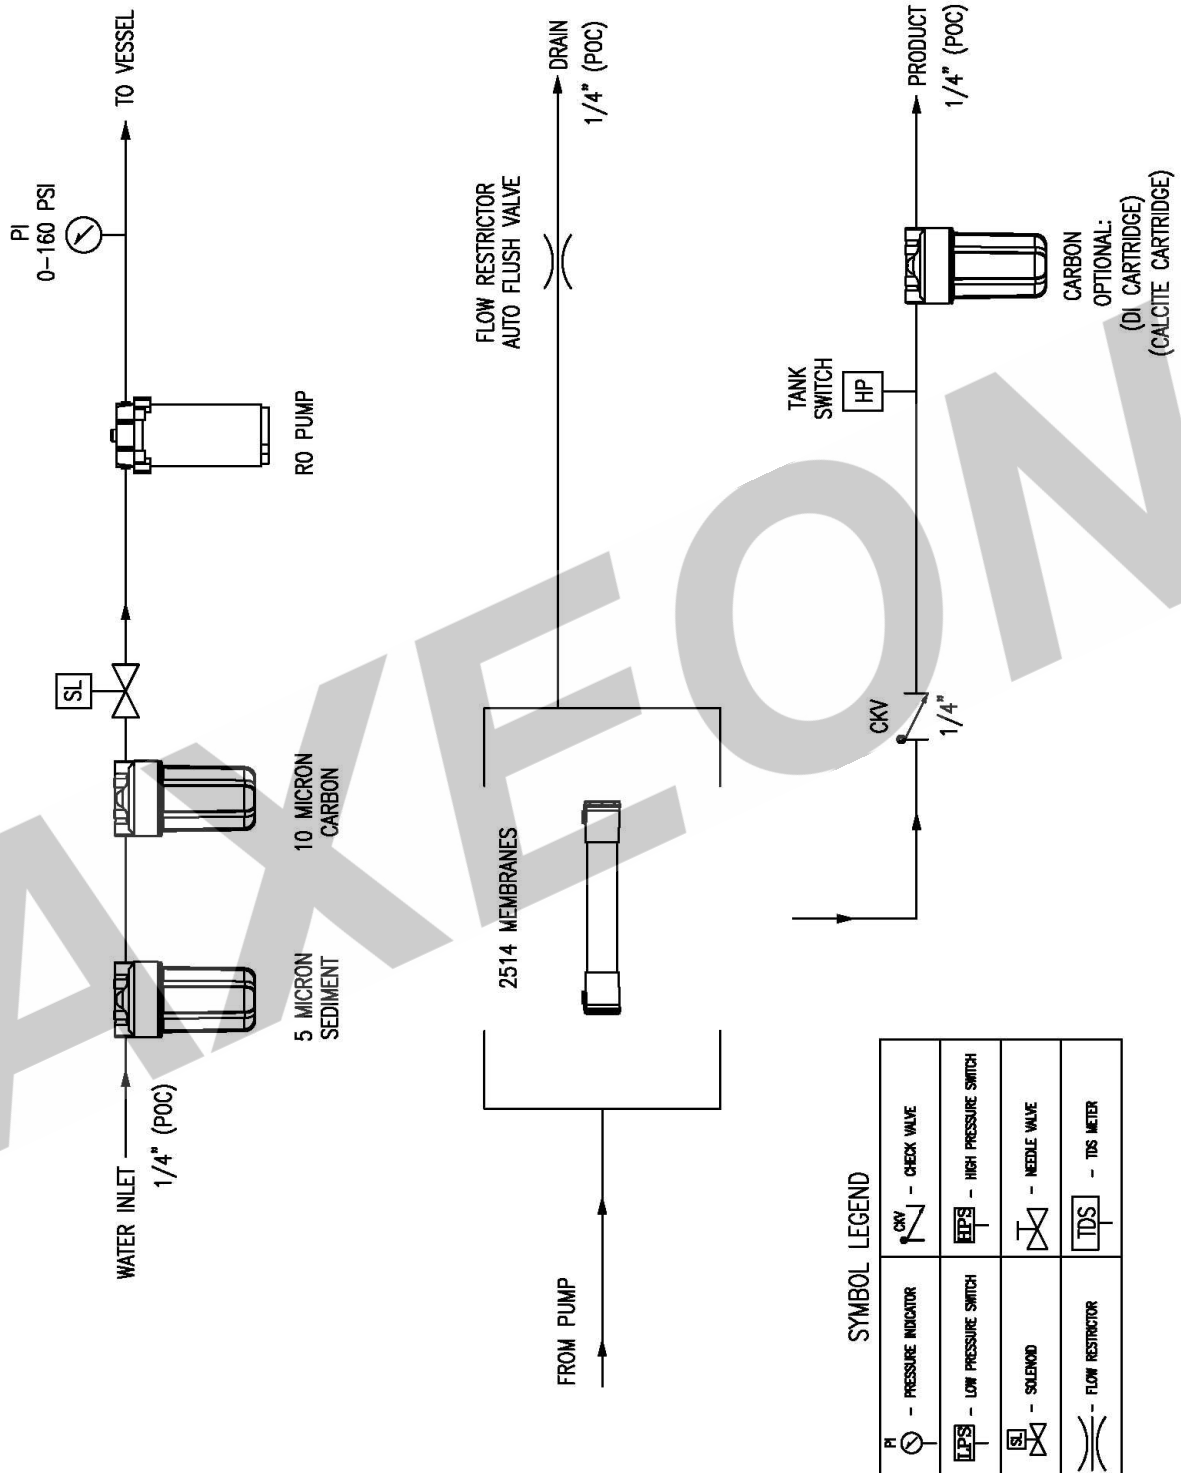 PI
0-160 PSI
TO VESSEL
SL
WATER INLET
1/4" (POC)
5 MICRON
SEDIMENT
10 MICRON
CARBON
RO PUMP
FLOW RESTRICTOR
AUTO FLUSH VALVE
DRAIN
1/4" (POC)
2514 MEMBRANES
FROM PUMP
TANK
SWITCH
HP
PRODUCT
1/4" (POC)
CKV
1/4"
CARBON
OPTIONAL:
(DI CARTRIDGE)
(CALCITE CARTRIDGE)
SYMBOL LEGEND
PI - PRESSURE INDICATOR
CKV - CHECK VALVE
LPS - LOW PRESSURE SWITCH
HPS - HIGH PRESSURE SWITCH
SL - SOLENOID
- NEEDLE VALVE
- FLOW RESTRICTOR
TDS - TDS METER
AXEON